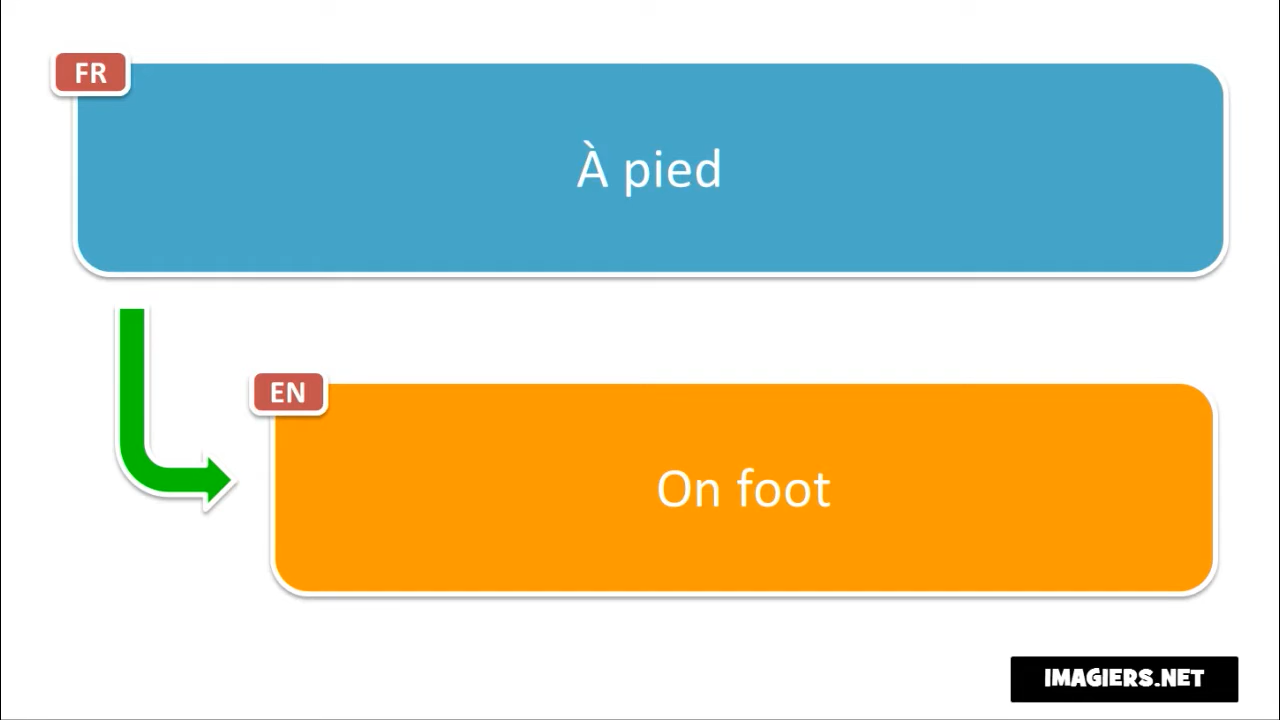 FR
À pied
EN
On foot
IMAGIERS.NET